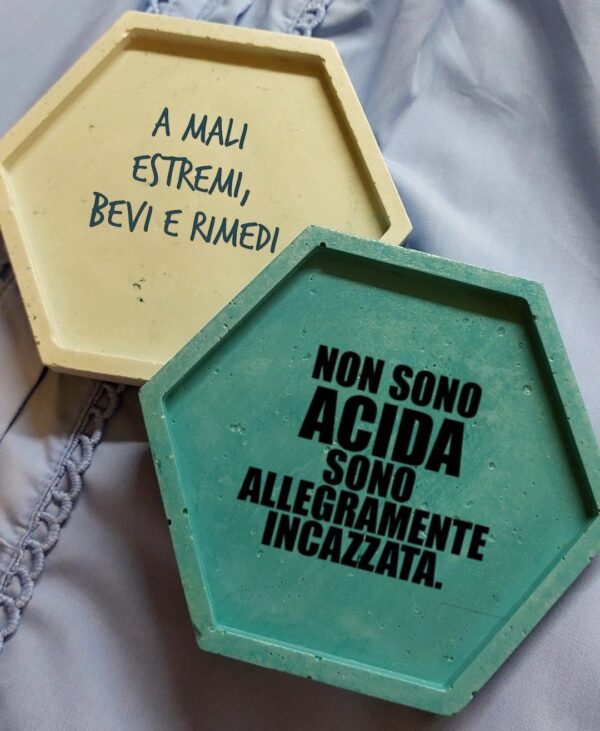 A MALI
ESTREMI,
BEVI E RIMEDI
NON SONO
ACIDA
SONO
ALLEGRAMENTE
INCAZZATA.